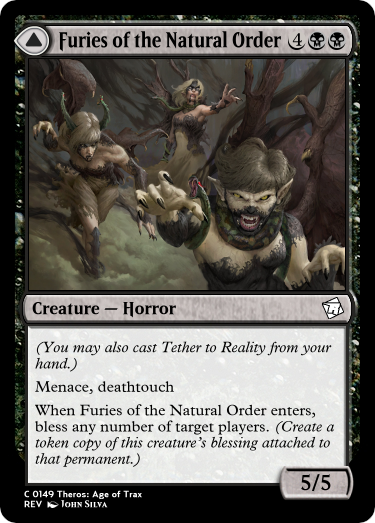 Furies of the Natural Order 4
Creature — Horror
(You may also cast Tether to Reality from your
hand.)
Menace, deathtouch
When Furies of the Natural Order enters,
bless any number of target players. (Create a
token copy of this creature's blessing attached to
that permanent.)
5/5
C 0149 Theros: Age of Trax
REV John Silva